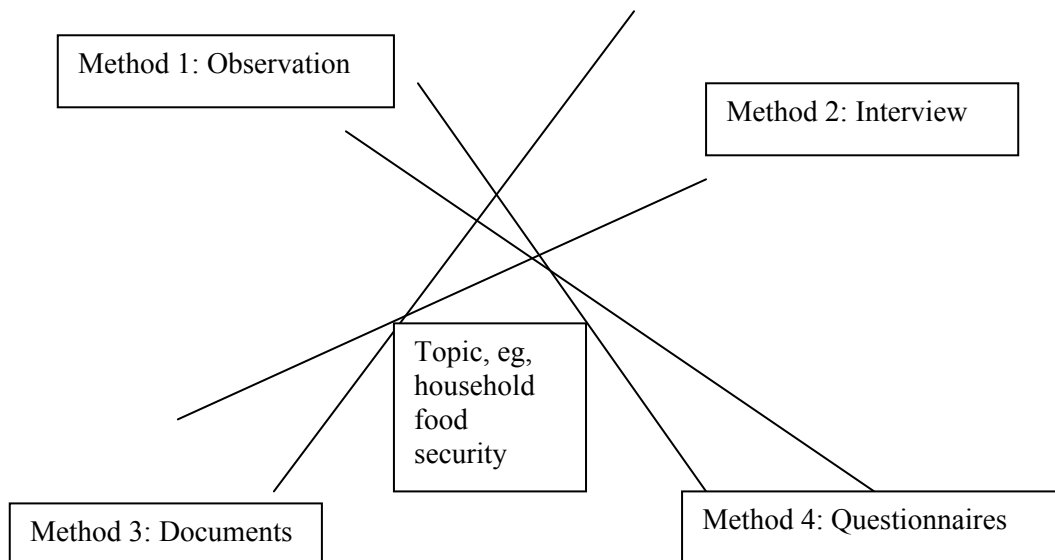 Method 1: Observation
Method 2: Interview
Topic, eg,
household
food
security
Method 3: Documents
Method 4: Questionnaires